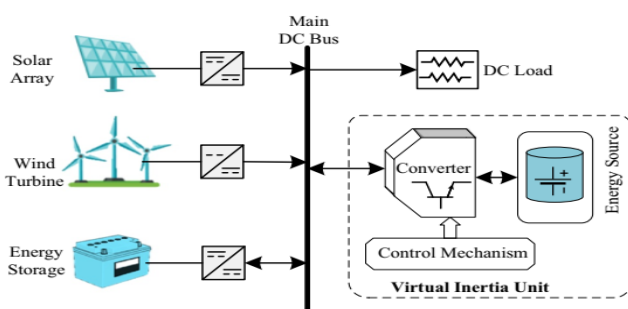 Main
DC Bus
Solar
Array
DC Load
Wind
Turbine
Converter
Energy Source
Energy
Storage
Control Mechanism
Virtual Inertia Unit